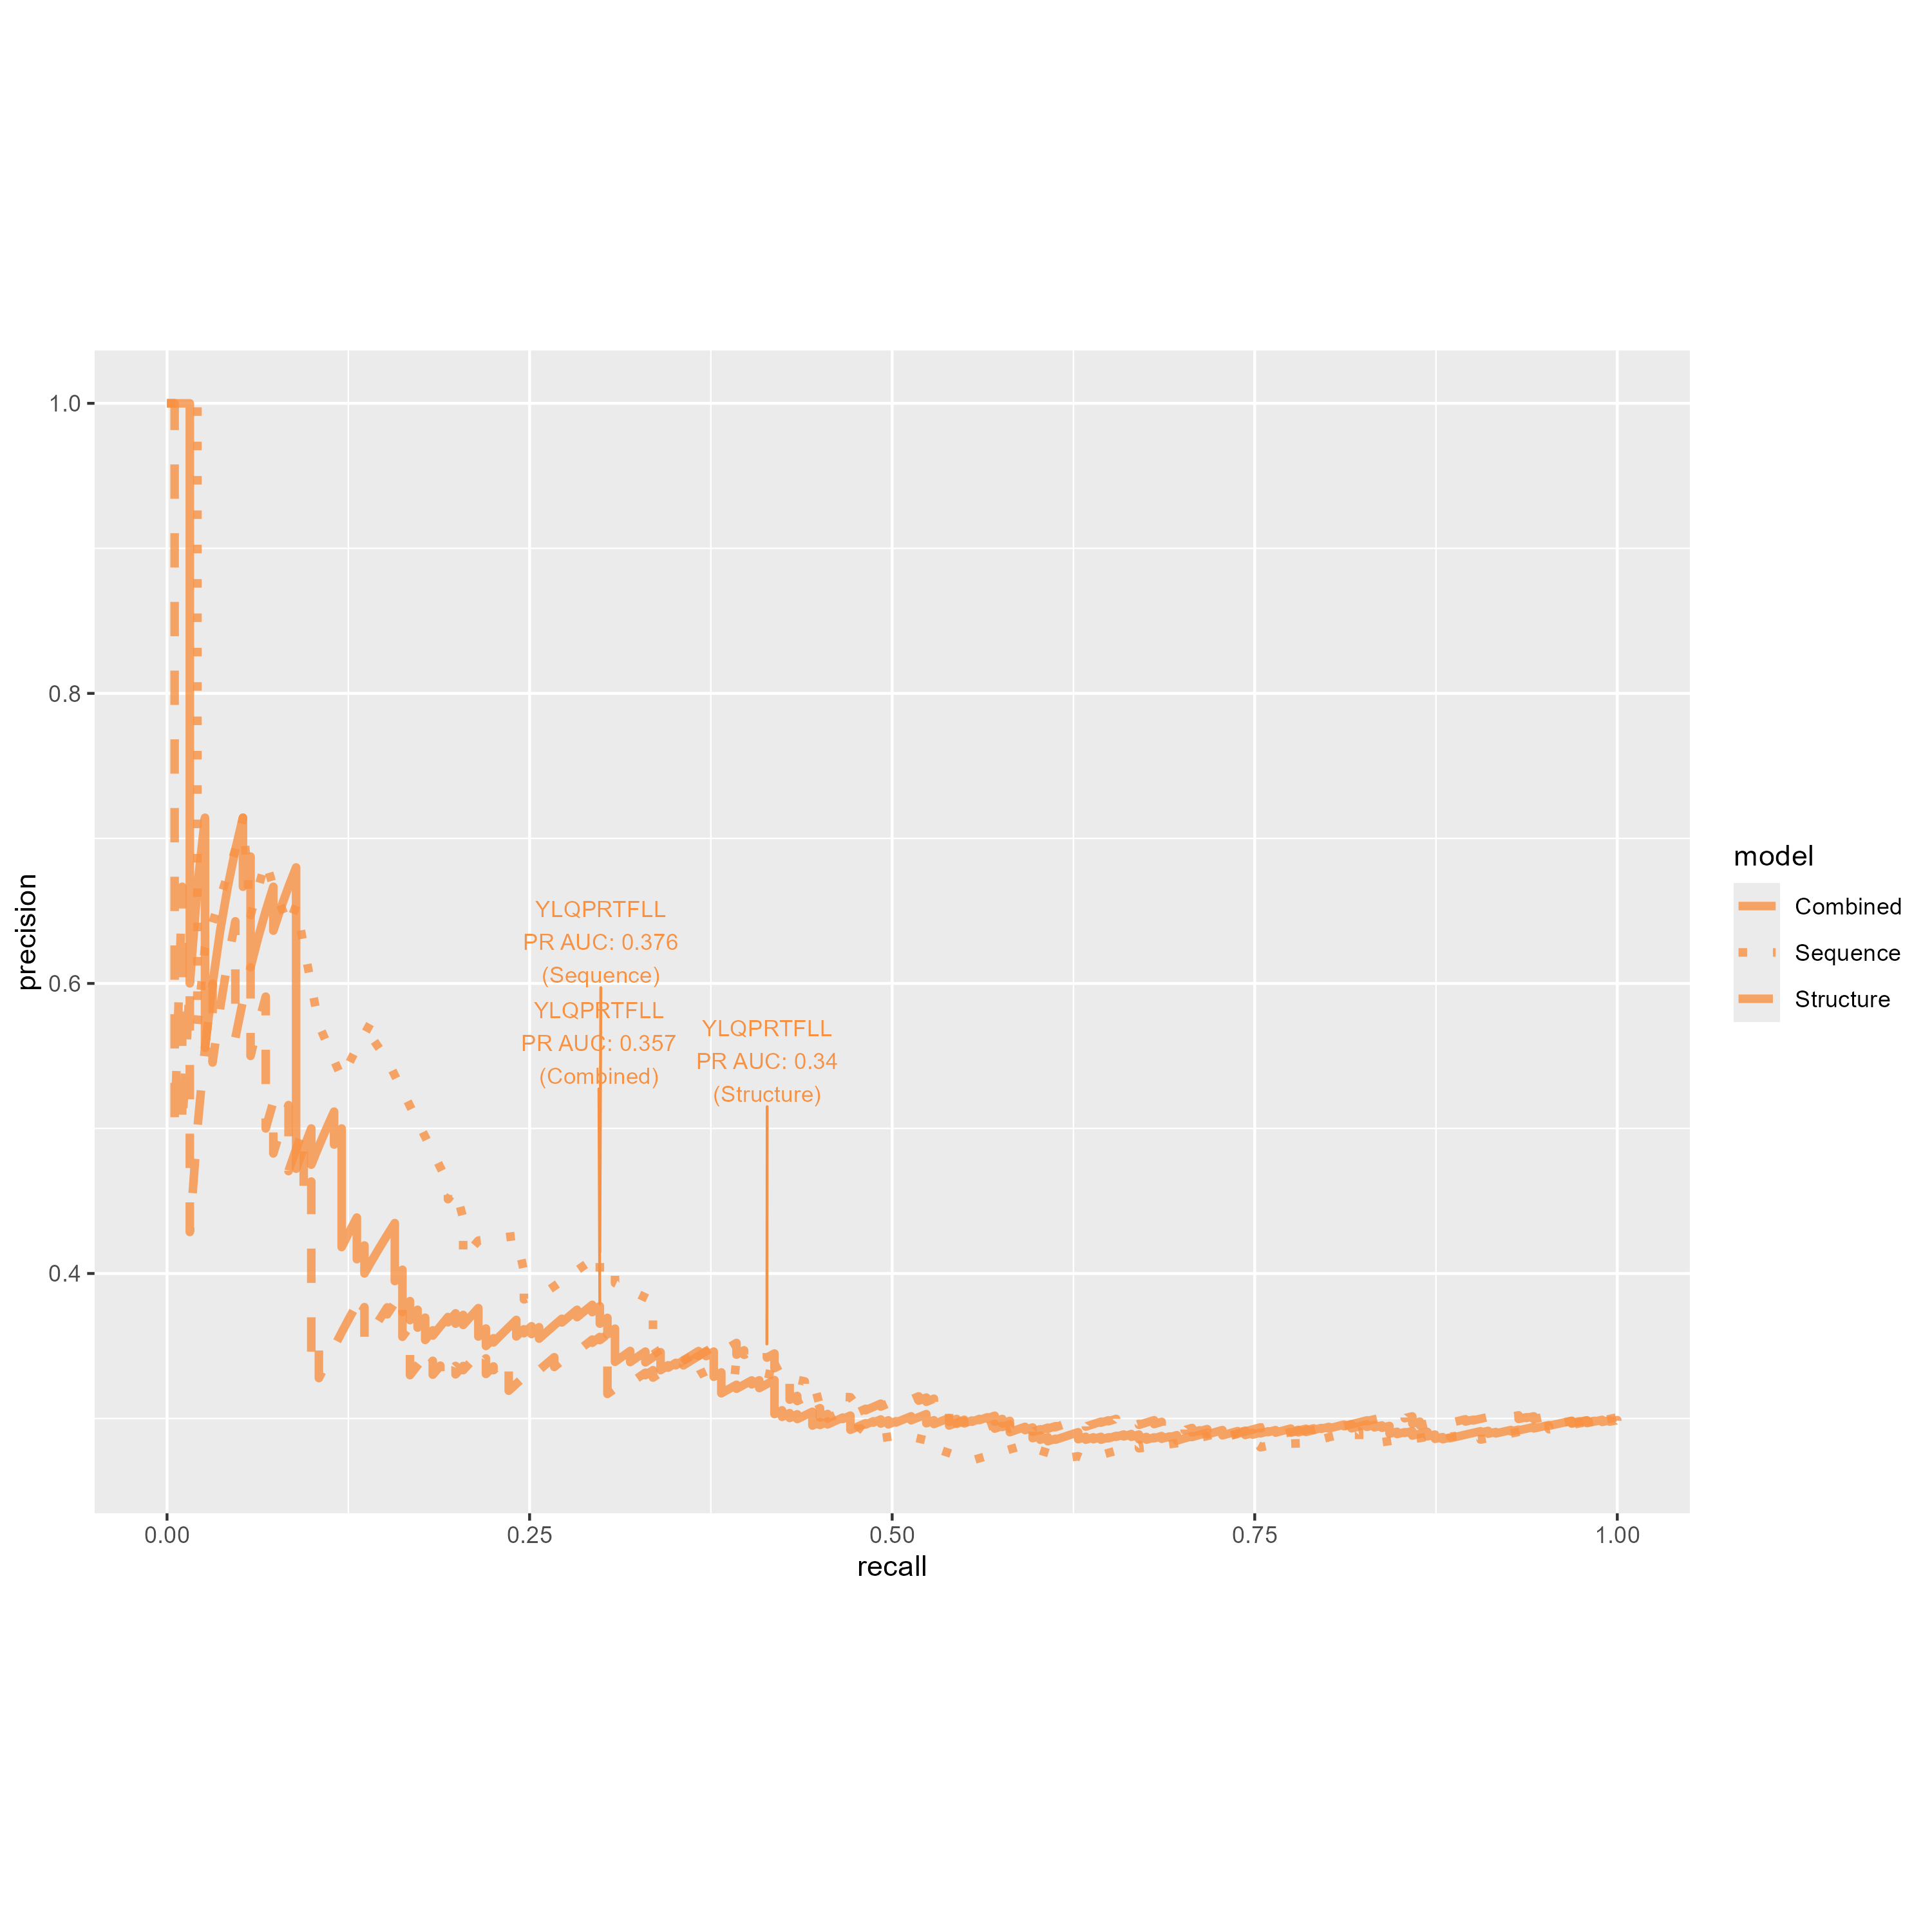 1.0
0.8
0.6
0.4
precision
YLQPRTFLL
PR AUC: 0.376
(Sequence)
YLQPRTFLL
PR AUC: 0.357
(Combined)
YLQPRTFLL
PR AUC: 0.34
(Structure)
0.00
0.25
0.50
0.75
1.00
recall
model
Combined
Sequence
Structure